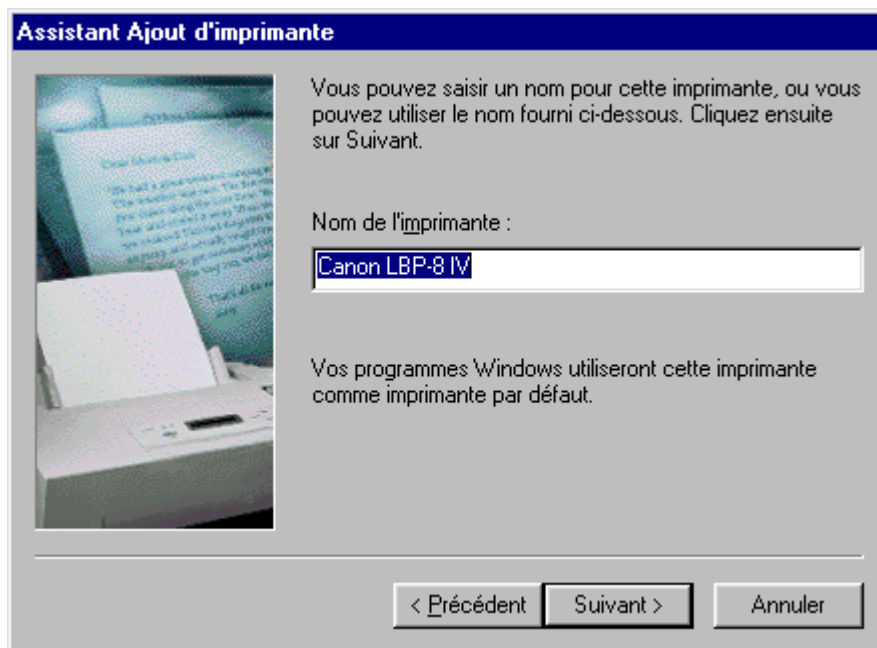 Assistant Ajout d'imprimante
Vous pouvez saisir un nom pour cette imprimante, ou vous
pouvez utiliser le nom fourni ci-dessous. Cliquez ensuite
sur Suivant.
Nom de l'imprimante :
Canon LBP-8 IV
Vos programmes Windows utiliseront cette imprimante
comme imprimante par défaut.
< Précédent
Suivant >
Annuler